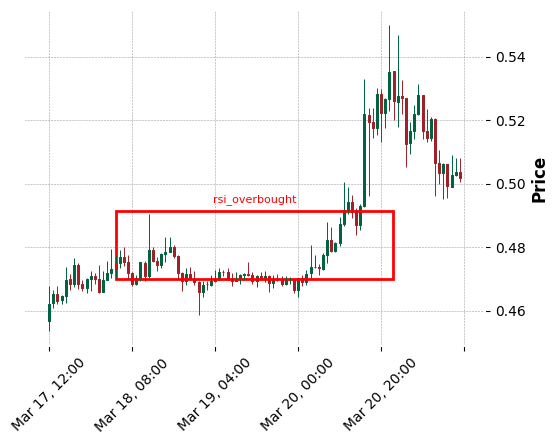 0.54
0.52
0.50
0.48
0.46
Price
rsi_overbought
Mar 17, 12:00
Mar 18, 08:00
Mar 19, 04:00
Mar 20, 00:00
Mar 20, 20:00